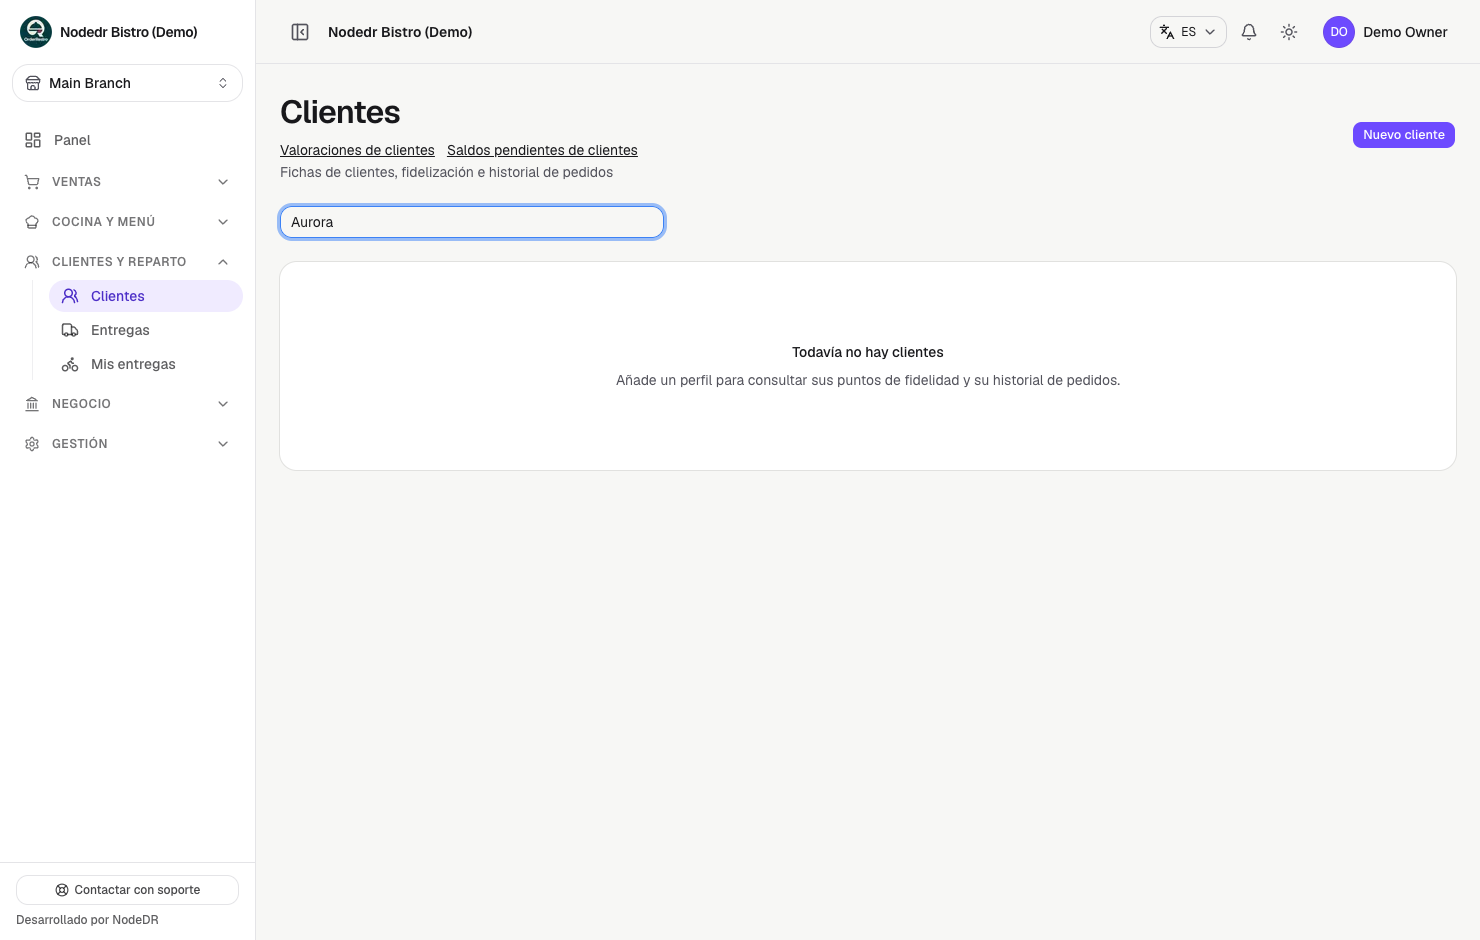 Nodedr Bistro (Demo)
Main Branch
Panel
VENTAS
COCINA Y MENÚ
CLIENTES Y REPARTO
Clientes
Entregas
Mis entregas
NEGOCIO
GESTIÓN
Contactar con soporte
Desarrollado por NodeDR
Nodedr Bistro (Demo)
ES
DO
Demo Owner
Clientes
Valoraciones de clientes Saldos pendientes de clientes
Fichas de clientes, fidelización e historial de pedidos
Nuevo cliente
Aurora
Todavía no hay clientes
Añade un perfil para consultar sus puntos de fidelidad y su historial de pedidos.